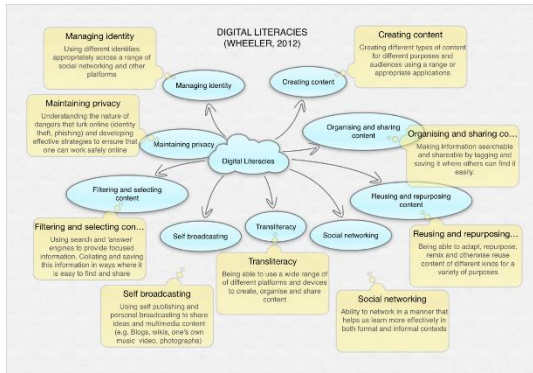 DIGITAL LITERACIES
(WHEELER, 2012)
Managing identity
Using different identities
appropriately across a range of
social networking and other
platforms
Managing identity
Creating content
Creating different types of content
for different purposes and
audiences using a range or
appropriate applications
Creating content
Maintaining privacy
Understanding the nature of
dangers that lurk online (identity
theft, phishing) and developing
effective strategies to ensure that
one can work safely online
Maintaining privacy
Organising and sharing
content
Organising and sharing co...
Making information searchable
and shareable by tagging and
saving it where others can find it
easily.
Digital Literacies
Filtering and selecting
content
Filtering and selecting con...
Using search and 'answer'
engines to provide focused
information. Collating and saving
this information in ways where it
is easy to find and share
Reusing and repurposing
content
Reusing and repurposing...
Being able to adapt, repurpose,
remix and otherwise reuse
content of different kinds for a
variety of purposes
Self broadcasting
Self broadcasting
Using self publishing and
personal broadcasting to share
ideas and multimedia content
(e.g. Blogs, wikis, one's own
music video, photographs)
Transliteracy
Transliteracy
Being able to use a wide range of
of different platforms and devices
to create, organise and share
content
Social networking
Social networking
Ability to network in a manner that
helps us learn more effectively in
both formal and informal contexts